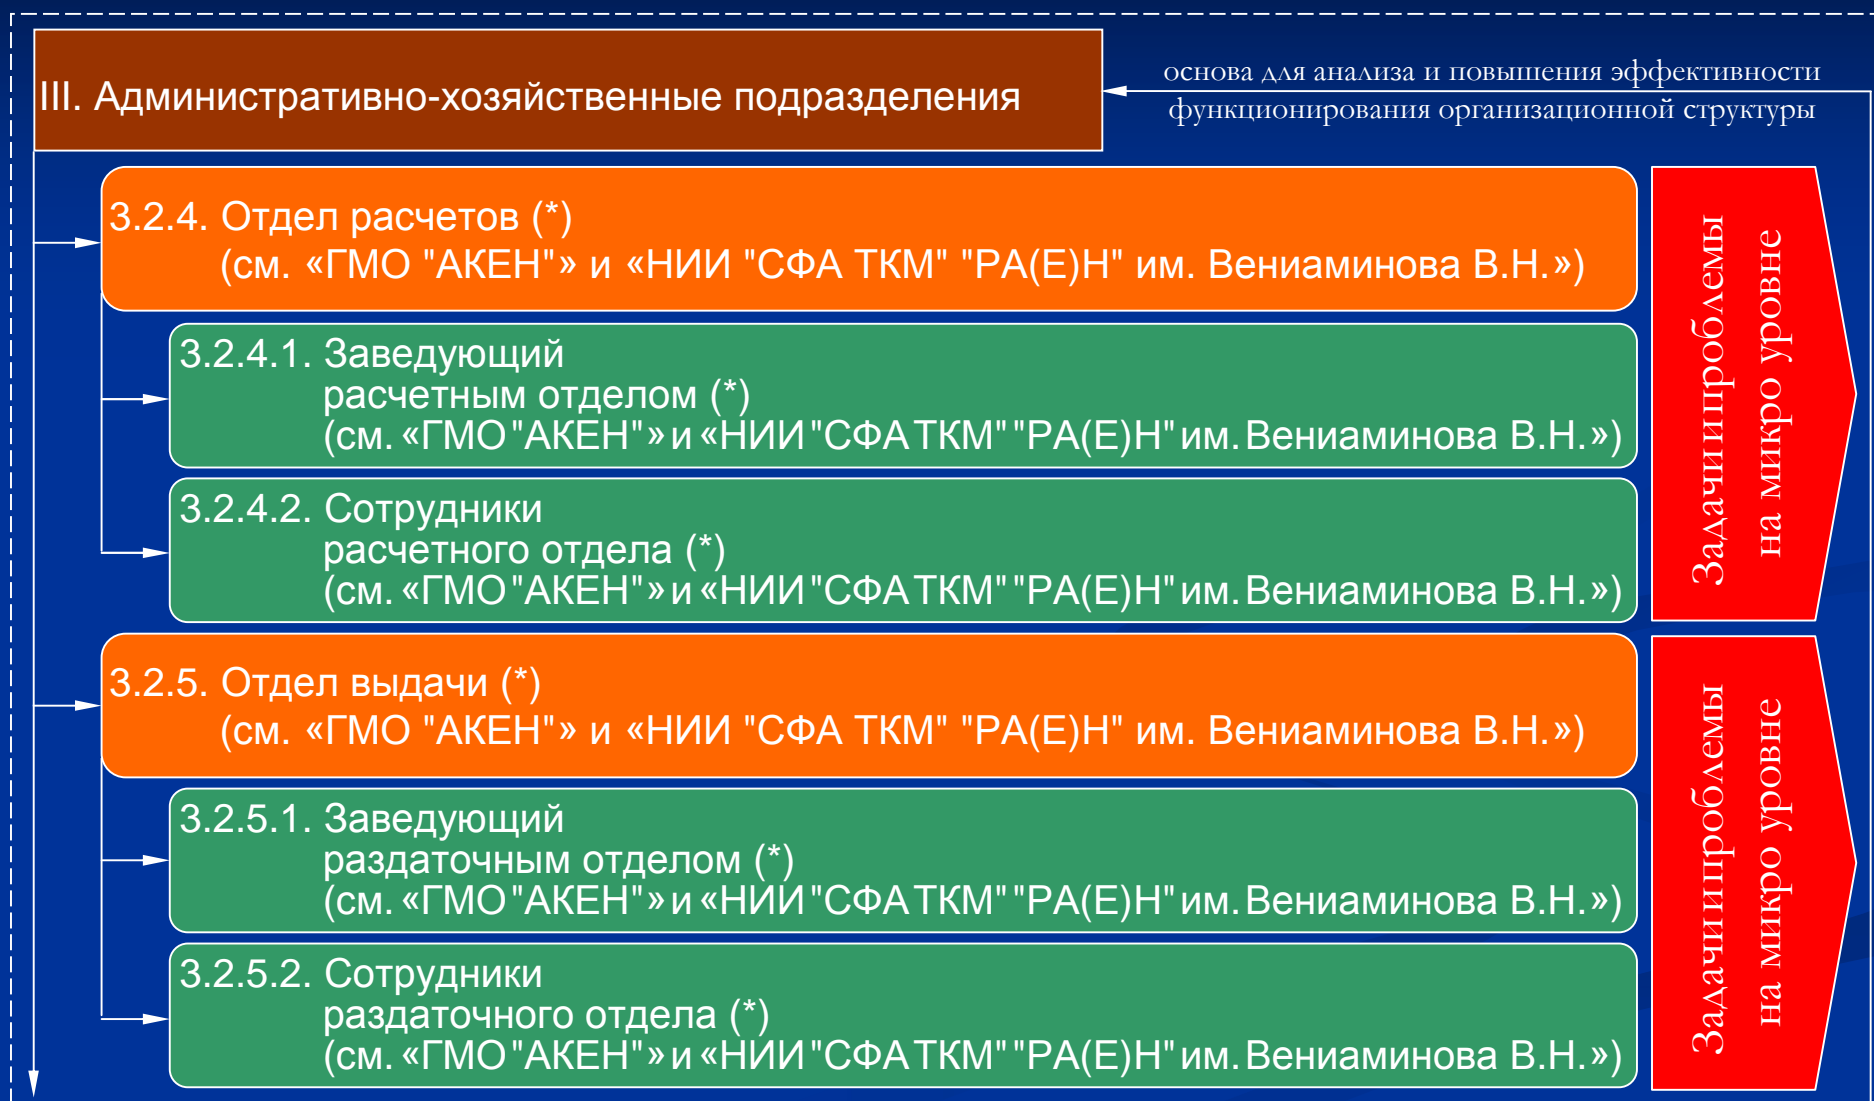 III. Административно-хозяйственные подразделения
основа для анализа и повышения эффективности
функционирования организационной структуры
3.2.4. Отдел расчетов (*)
(см. «ГМО "АКЕН"» и «НИИ "СФА ТКМ" "РА(Е)Н" им. Вениаминова В.Н.»)
3.2.4.1. Заведующий
расчетным отделом (*)
(см. «ГМО "АКЕН"» и «НИИ "СФА ТКМ" "РА(Е)Н" им. Вениаминова В.Н.»)
3.2.4.2. Сотрудники
расчетного отдела (*)
(см. «ГМО "АКЕН"» и «НИИ "СФА ТКМ" "РА(Е)Н" им. Вениаминова В.Н.»)
Задачи и проблемы
на микро уровне
3.2.5. Отдел выдачи (*)
(см. «ГМО "АКЕН"» и «НИИ "СФА ТКМ" "РА(Е)Н" им. Вениаминова В.Н.»)
3.2.5.1. Заведующий
раздаточным отделом (*)
(см. «ГМО "АКЕН"» и «НИИ "СФА ТКМ" "РА(Е)Н" им. Вениаминова В.Н.»)
3.2.5.2. Сотрудники
раздаточного отдела (*)
(см. «ГМО "АКЕН"» и «НИИ "СФА ТКМ" "РА(Е)Н" им. Вениаминова В.Н.»)
Задачи и проблемы
на микро уровне